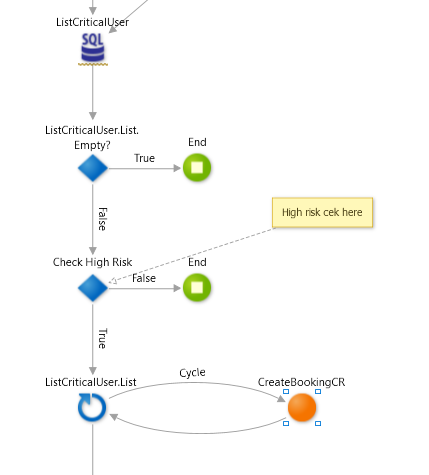 ListCriticalUser
SQL
ListCriticalUser.List.
Empty?
End
True
False
High risk cek here
Check High Risk
End
False
True
ListCriticalUser.List
Cycle
CreateBookingCR